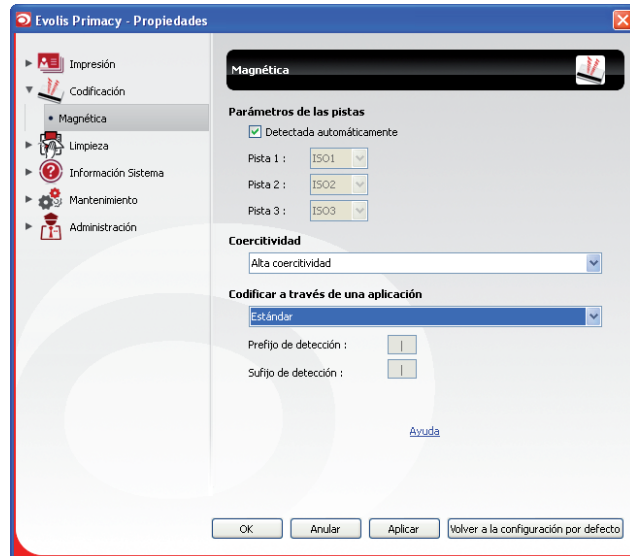 Evolis Primacy - Propiedades
Impresión
Codificación
Magnética
Limpieza
Información Sistema
Mantenimiento
Administración
Magnética
Parámetros de las pistas
Detectada automáticamente
Pista 1 : ISO1
Pista 2 : ISO2
Pista 3 : ISO3
Coercitividad
Alta coercitividad
Codificar a través de una aplicación
Estándar
Prefijo de detección : |
Sufijo de detección : |
Ayuda
OK Anular Aplicar Volver a la configuración por defecto